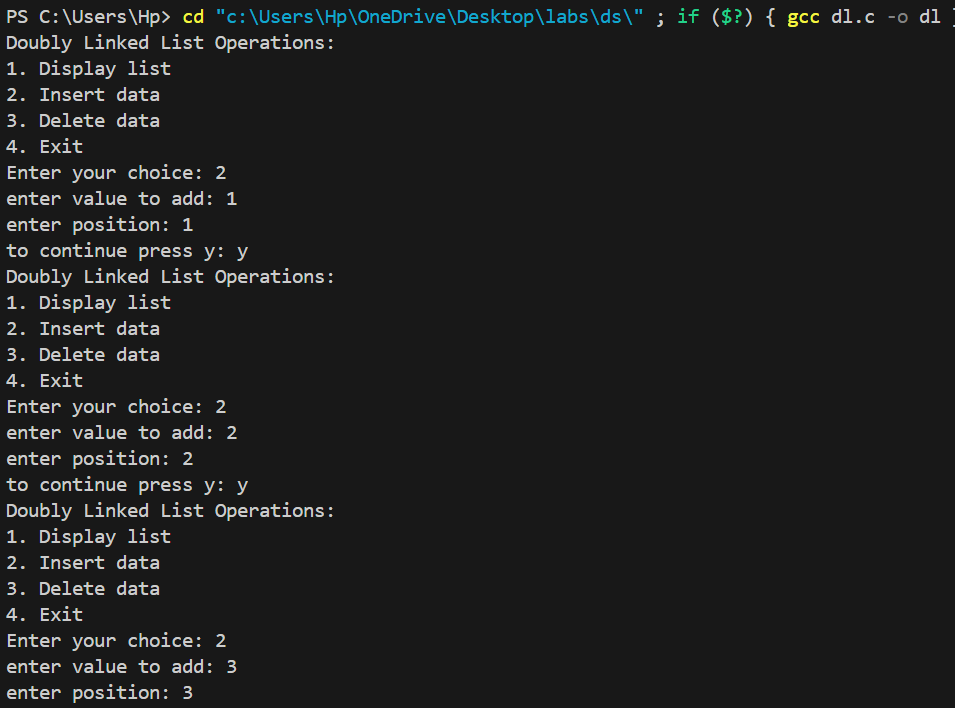 PS C:\Users\Hp> cd "c:\Users\Hp\OneDrive\Desktop\labs\ds\" ; if ($?) { gcc dl.c -o dl }
Doubly Linked List Operations:
1. Display list
2. Insert data
3. Delete data
4. Exit
Enter your choice: 2
enter value to add: 1
enter position: 1
to continue press y: y
Doubly Linked List Operations:
1. Display list
2. Insert data
3. Delete data
4. Exit
Enter your choice: 2
enter value to add: 2
enter position: 2
to continue press y: y
Doubly Linked List Operations:
1. Display list
2. Insert data
3. Delete data
4. Exit
Enter your choice: 2
enter value to add: 3
enter position: 3